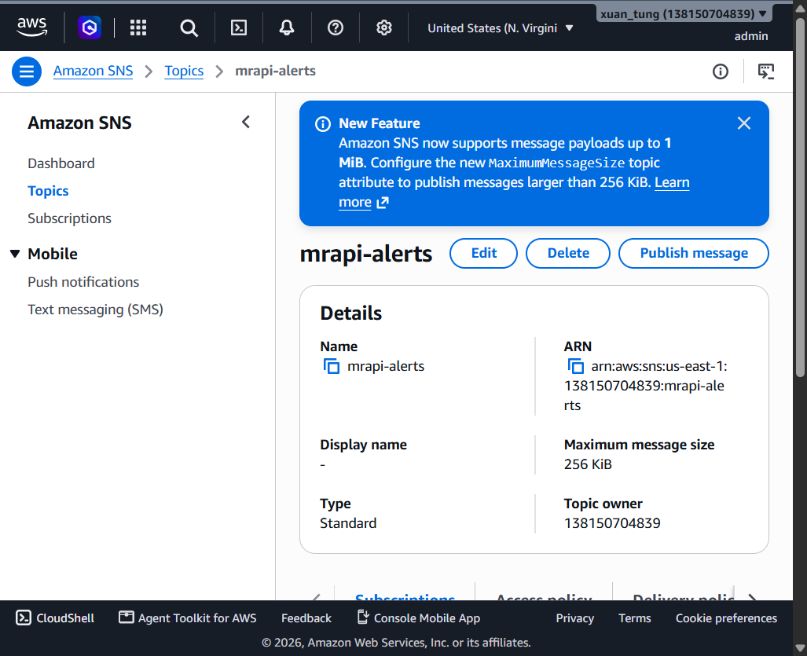 aws
United States (N. Virgini
xuan_tung (138150704839)
admin
Amazon SNS
Topics
mrapi-alerts
Amazon SNS
Dashboard
Topics
Subscriptions
Mobile
Push notifications
Text messaging (SMS)
New Feature
Amazon SNS now supports message payloads up to 1
MiB. Configure the new MaximumMessageSize topic
attribute to publish messages larger than 256 KiB. Learn
more
mrapi-alerts
Edit
Delete
Publish message
Details
Name
mrapi-alerts
ARN
arn:aws:sns:us-east-1:
138150704839:mrapi-ale
rts
Display name
-
Maximum message size
256 KiB
Type
Standard
Topic owner
138150704839
Subscriptions
Access policy
Delivery polic
CloudShell
Agent Toolkit for AWS
Feedback
Console Mobile App
Privacy
Terms
Cookie preferences
© 2026, Amazon Web Services, Inc. or its affiliates.